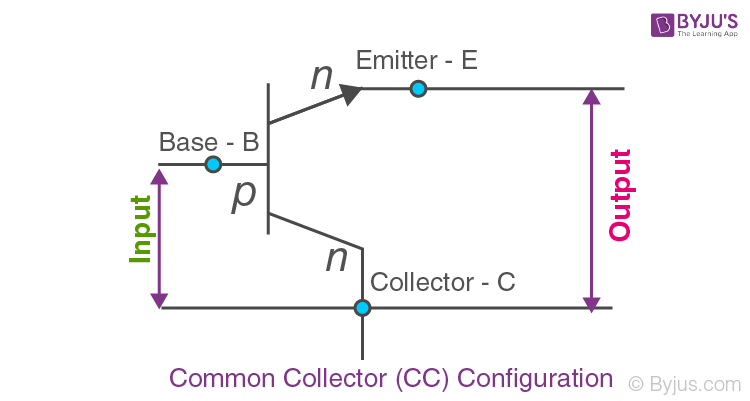 BYJU'S
The Learning App
Emitter - E
n
Base - B
p
Input
Output
n
Collector - C
Common Collector (CC) Configuration
© Byjus.com